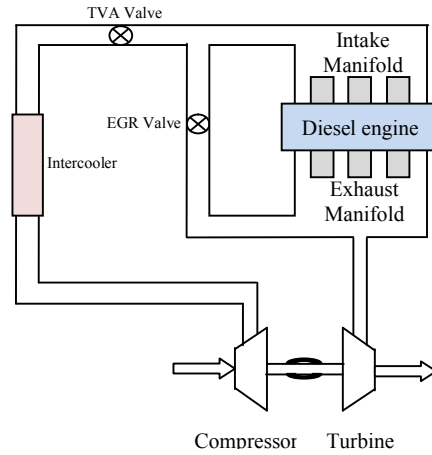 TVA Valve
Intake
Manifold
EGR Valve
Diesel engine
Intercooler
Exhaust
Manifold
Compressor
Turbine